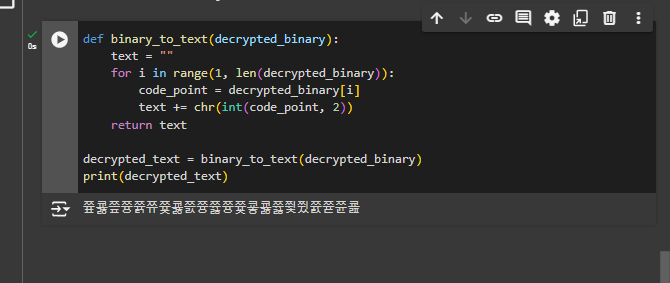 0s
def binary_to_text(decrypted_binary):
    text = ""
    for i in range(1, len(decrypted_binary)):
        code_point = decrypted_binary[i]
        text += chr(int(code_point, 2))
    return text
decrypted_text = binary_to_text(decrypted_binary)
print(decrypted_text)